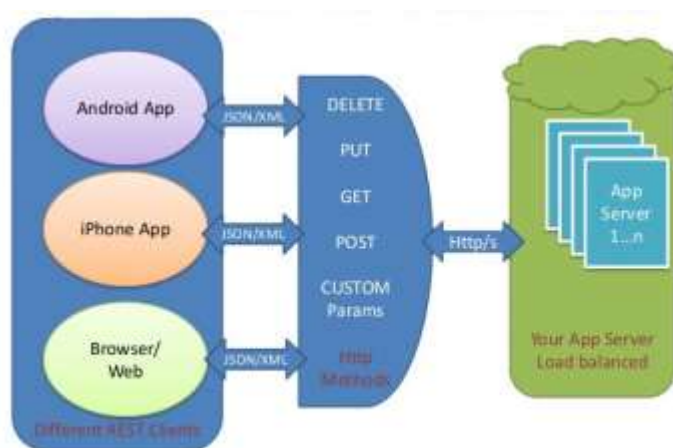 Android App
JSON/XML
iPhone App
JSON/XML
Browser/
Web
JSON/XML
Different REST Clients
DELETE
PUT
GET
POST
CUSTOM
Params
Http
Methods
Http/s
App
Server
1...n
Your App Server
Load balanced